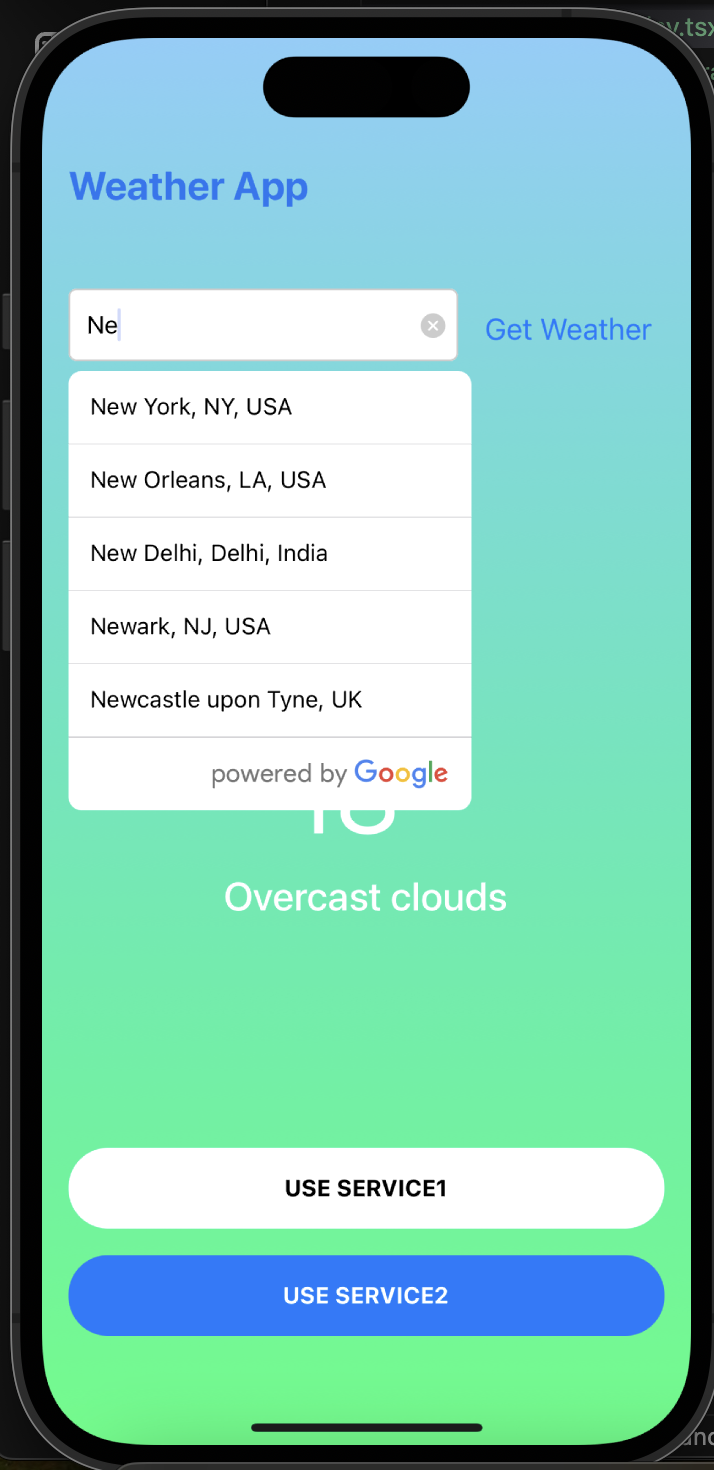 Weather App
Ne
Get Weather
New York, NY, USA
New Orleans, LA, USA
New Delhi, Delhi, India
Newark, NJ, USA
Newcastle upon Tyne, UK
powered by Google
Overcast clouds
USE SERVICE1
USE SERVICE2